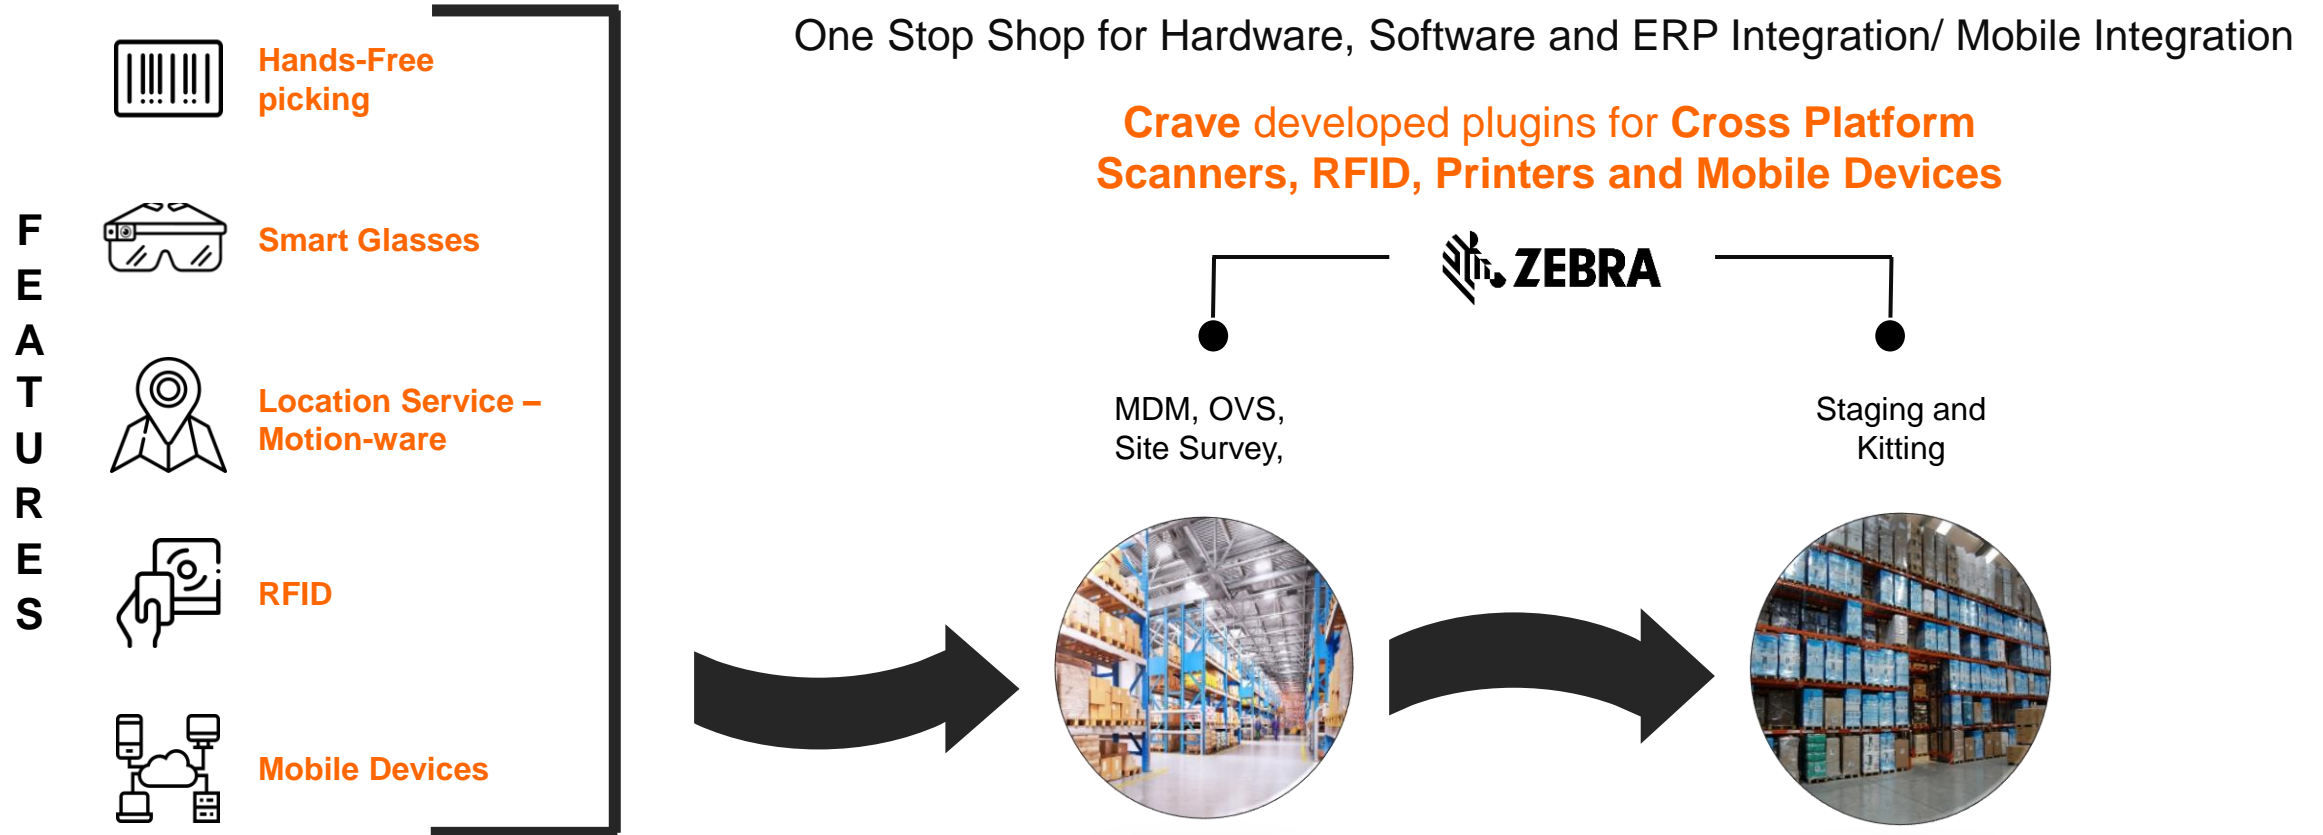 One Stop Shop for Hardware, Software and ERP Integration/ Mobile Integration
FEATURES
Hands-Free
picking
Smart Glasses
Location Service –
Motion-ware
RFID
Mobile Devices
Crave developed plugins for Cross Platform
Scanners, RFID, Printers and Mobile Devices
ZEBRA
MDM, OVS,
Site Survey,
Staging and
Kitting